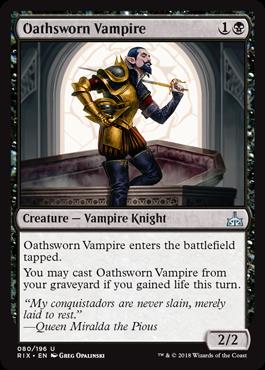 Oathsworn Vampire 1
Creature — Vampire Knight
Oathsworn Vampire enters the battlefield
tapped.
You may cast Oathsworn Vampire from
your graveyard if you gained life this turn.
“My conquistadors are never slain, merely
laid to rest.”
—Queen Miralda the Pious
2/2
080/196 U
RIX • EN Greg Opalinski
™ & © 2018 Wizards of the Coast